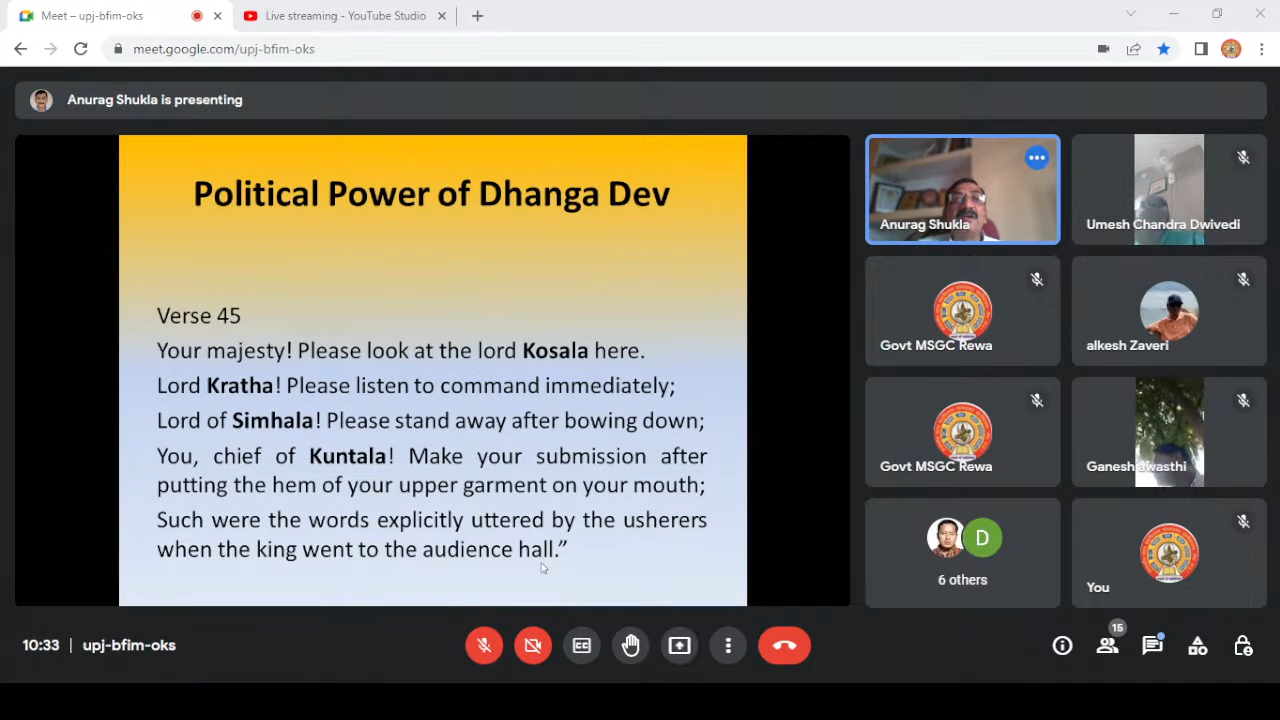 Meet – upj-bfim-oks
Live streaming - YouTube Studio
meet.google.com/upj-bfim-oks
Anurag Shukla is presenting
Political Power of Dhanga Dev
Verse 45
Your majesty! Please look at the lord Kosala here.
Lord Kratha! Please listen to command immediately;
Lord of Simhala! Please stand away after bowing down;
You, chief of Kuntala! Make your submission after
putting the hem of your upper garment on your mouth;
Such were the words explicitly uttered by the usherers
when the king went to the audience hall.”
Anurag Shukla
Umesh Chandra Dwivedi
Govt MSGC Rewa
alkesh Zaveri
Govt MSGC Rewa
Ganesh awasthi
D
6 others
You
10:33 | upj-bfim-oks
CC
15